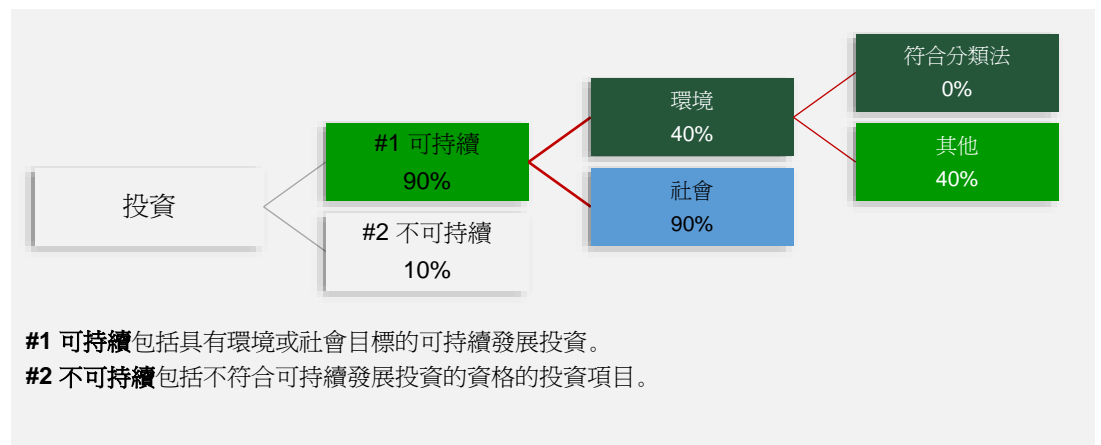 投資
#1 可持續
90%
#2 不可持續
10%
環境
40%
社會
90%
符合分類法
0%
其他
40%
#1 可持續包括具有環境或社會目標的可持續發展投資。
#2 不可持續包括不符合可持續發展投資的資格的投資項目。